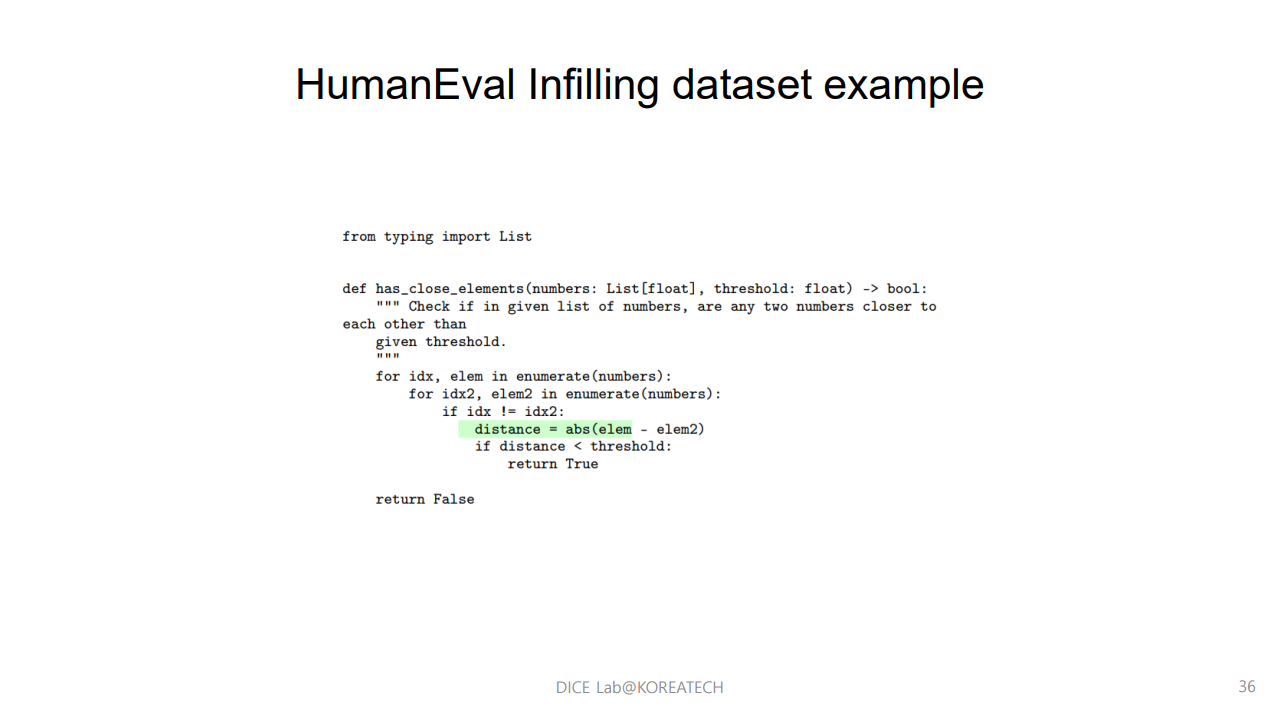 HumanEval Infilling dataset example
from typing import List
def has_close_elements(numbers: List[float], threshold: float) -> bool:
    """ Check if in given list of numbers, are any two numbers closer to
each other than
    given threshold.
    """
    for idx, elem in enumerate(numbers):
        for idx2, elem2 in enumerate(numbers):
            if idx != idx2:
                distance = abs(elem - elem2)
                if distance < threshold:
                    return True
    return False
DICE Lab@KOREATECH
36